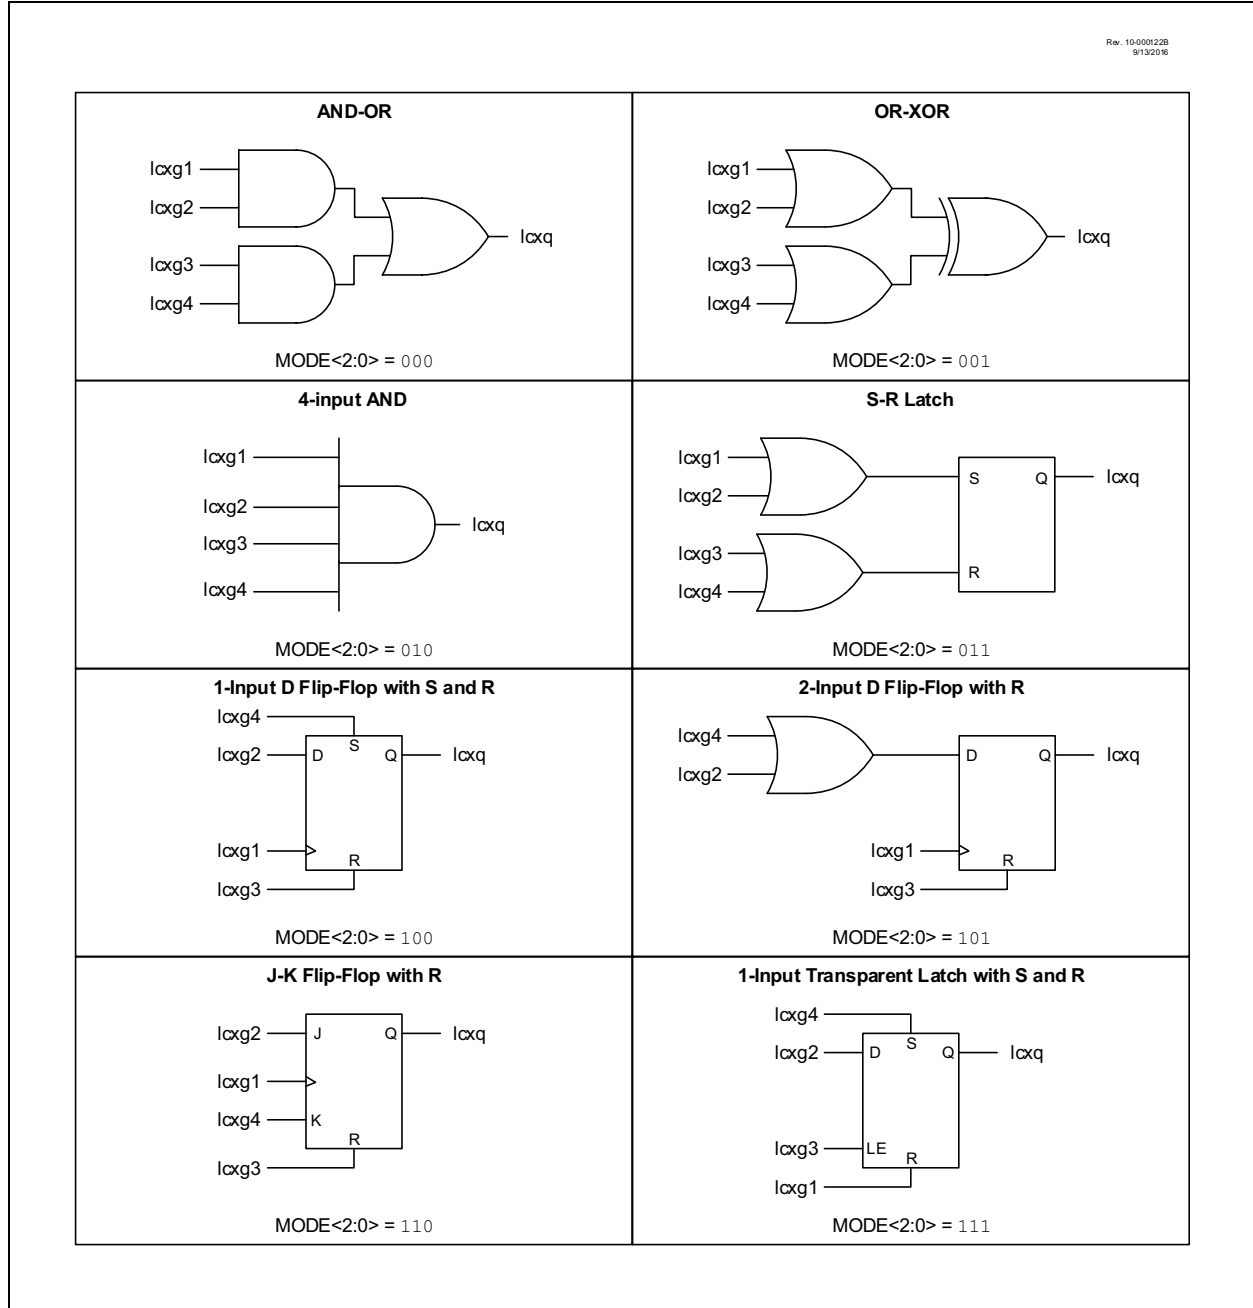 Rev. 10-000122B
9/13/2016
AND-OR
lcxg1
lcxg2
lcxg3
lcxg4
lcxq
MODE<2:0> = 000
OR-XOR
lcxg1
lcxg2
lcxg3
lcxg4
lcxq
MODE<2:0> = 001
4-input AND
lcxg1
lcxg2
lcxg3
lcxg4
lcxq
MODE<2:0> = 010
S-R Latch
lcxg1
lcxg2
lcxg3
lcxg4
S
Q
lcxq
R
MODE<2:0> = 011
1-Input D Flip-Flop with S and R
lcxg4
S
lcxg2
D
Q
lcxq
lcxg1
R
lcxg3
MODE<2:0> = 100
2-Input D Flip-Flop with R
lcxg4
lcxg2
D
Q
lcxq
lcxg1
R
lcxg3
MODE<2:0> = 101
J-K Flip-Flop with R
lcxg2
J
Q
lcxq
lcxg1
lcxg4
K
R
lcxg3
MODE<2:0> = 110
1-Input Transparent Latch with S and R
lcxg4
S
lcxg2
D
Q
lcxq
lcxg3
LE
R
lcxg1
MODE<2:0> = 111